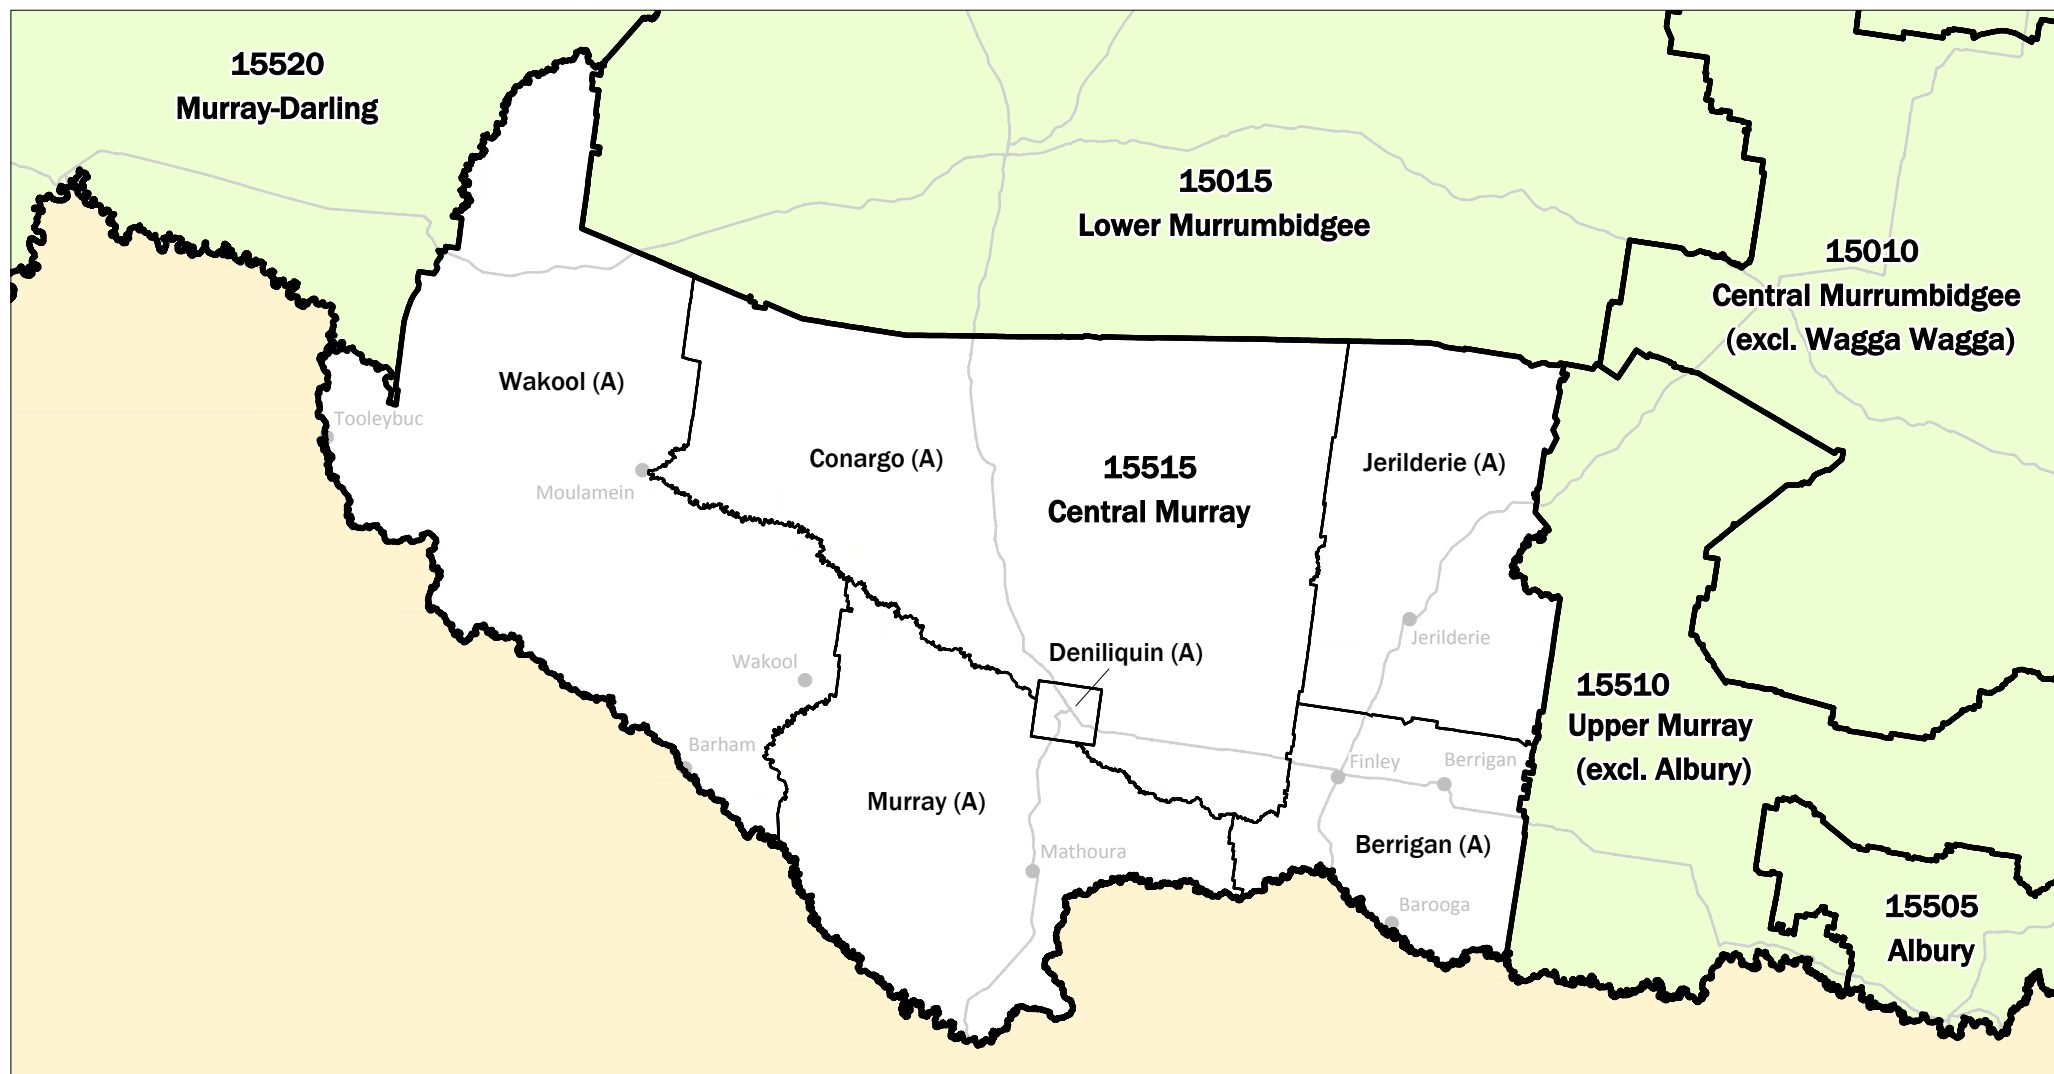 15520
Murray-Darling
15015
Lower Murrumbidgee
15010
Central Murrumbidgee
(excl. Wagga Wagga)
Wakool (A)
Tooleybuc
Conargo (A)
15515
Central Murray
Jerilderie (A)
Moulamein
Jerilderie
Deniliquin (A)
Wakool
15510
Upper Murray
(excl. Albury)
Barham
Finley
Berrigan
Murray (A)
Berrigan (A)
Mathoura
Barooga
15505
Albury